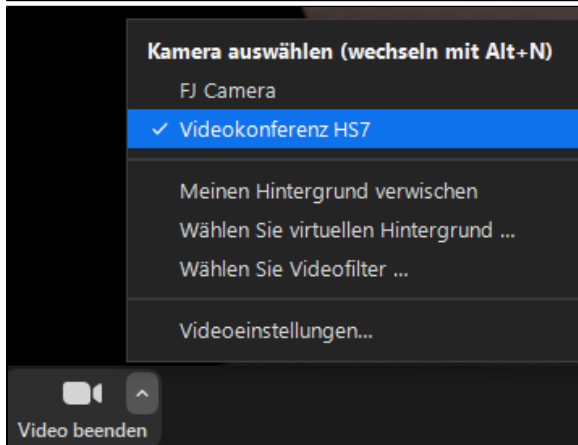 Kamera auswählen (wechseln mit Alt+N)
FJ Camera
Videokonferenz HS7
Meinen Hintergrund verwischen
Wählen Sie virtuellen Hintergrund ...
Wählen Sie Videofilter ...
Videoeinstellungen...
Video beenden